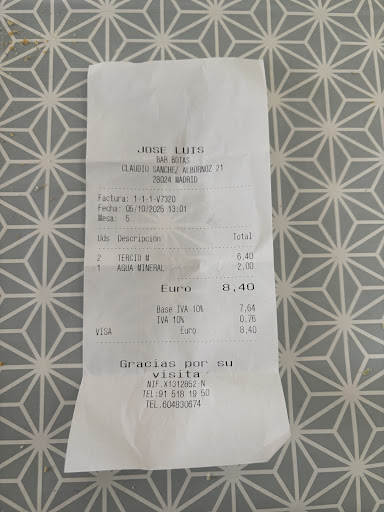 JOSE LUIS
BAR BOTAS
CLAUDIO SANCHEZ ALBORNOZ 21
28024 MADRID
Factura: 1-1-1-V7320
Fecha: 05/10/2025 13:01
Mesa: 5
Uds Descripción Total
2 TERCIO M 6,40
1 AGUA MINERAL 2,00
Euro 8,40
Base IVA 10% 7,64
IVA 10% 0.76
VISA Euro 8,40
Gracias por su
visita
NIF.X1312852-N
TEL:91 518 19 50
TEL.604930674